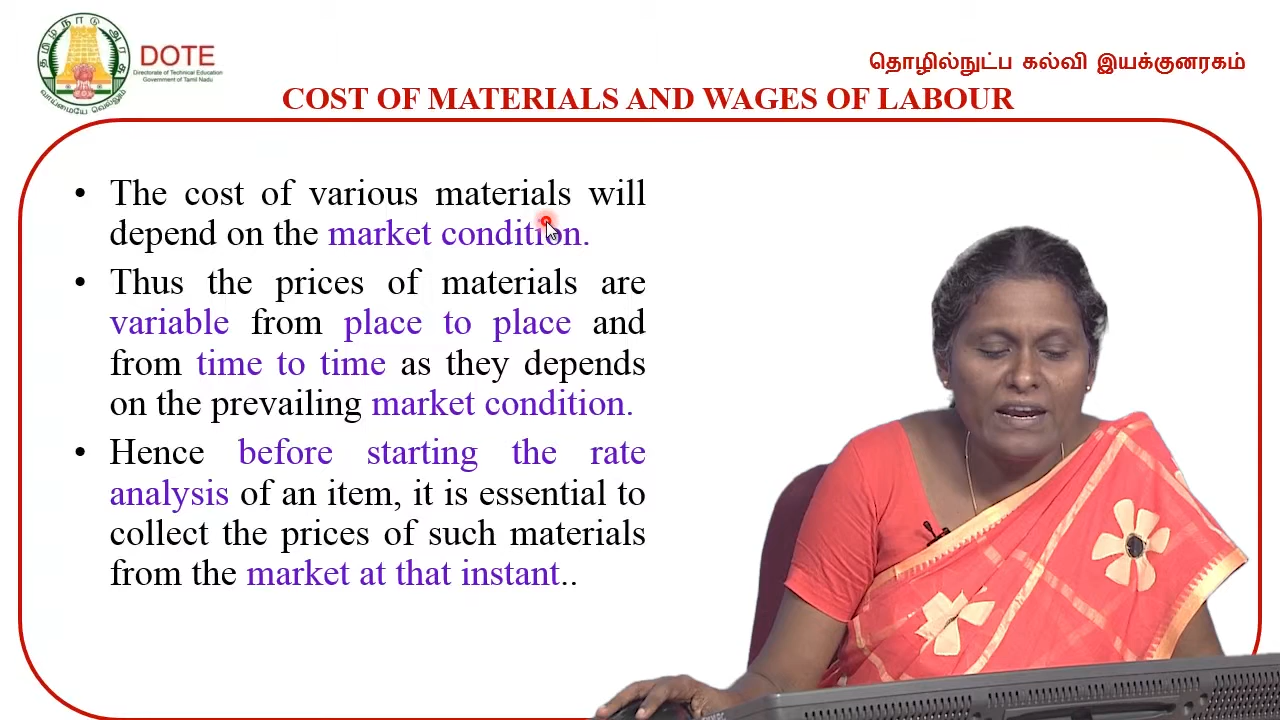 தமிழ்நாடு அரசு
வாய்மையே வெல்லும்
DOTE
Directorate of Technical Education
Government of Tamil Nadu
தொழில்நுட்ப கல்வி இயக்குனரகம்
COST OF MATERIALS AND WAGES OF LABOUR
• The cost of various materials will
depend on the market condition.
• Thus the prices of materials are
variable from place to place and
from time to time as they depends
on the prevailing market condition.
• Hence before starting the rate
analysis of an item, it is essential to
collect the prices of such materials
from the market at that instant..